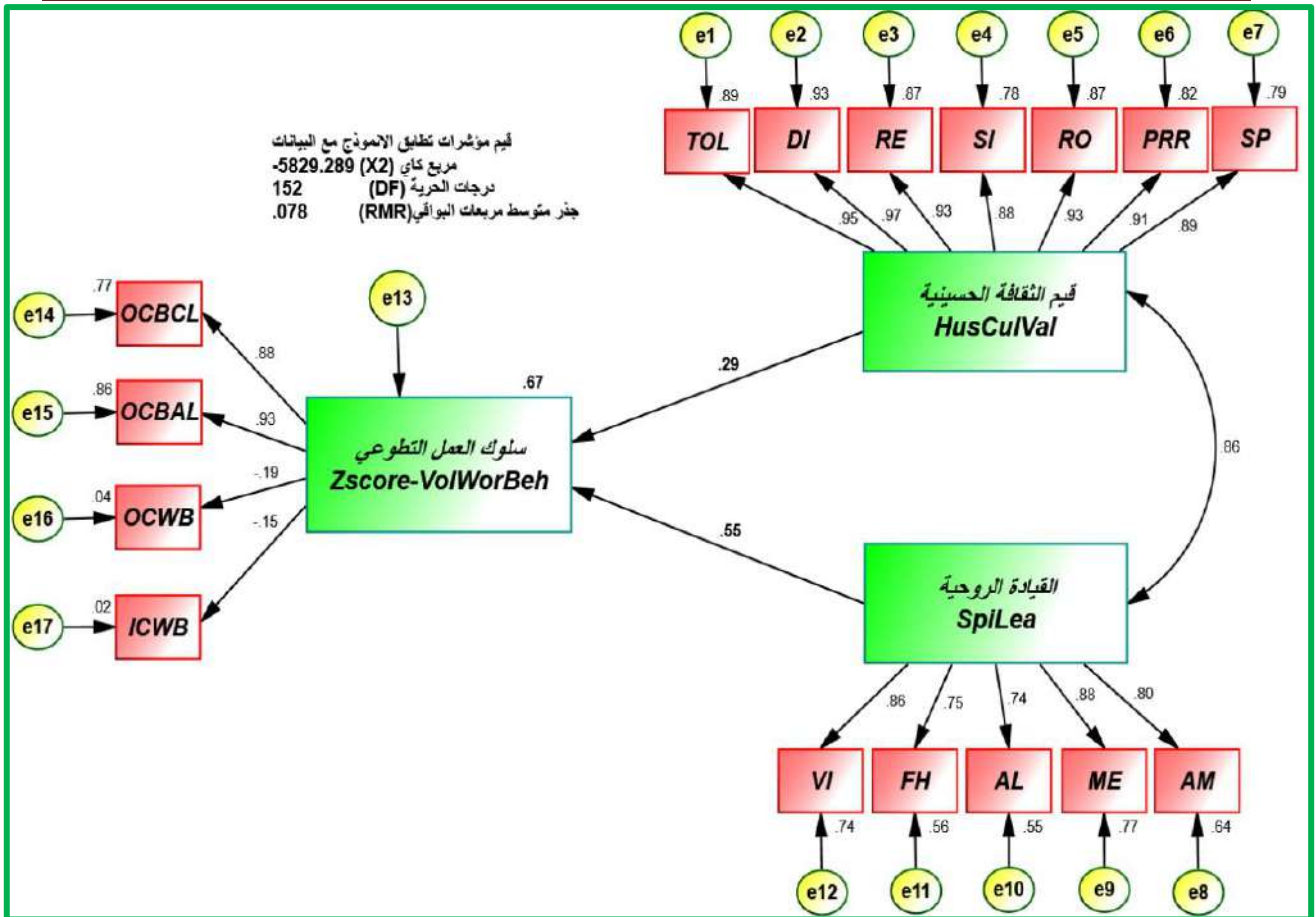 e1 e2 e3 e4 e5 e6 e7
.89 .93 .87 .78 .87 .82 .79
TOL DI RE SI RO PRR SP
.95 .97 .93 .88 .93 .91 .89
قيم مؤشرات تطابق الانموذج مع البيانات
مربع كاي (X2) 5829.289-
درجات الحرية (DF) 152
جذر متوسط مربعات البواقي(RMR) .078
قيم الثقافة الحسينية
HusCulVal
e13
.77
e14 OCBCL
.88
.29
.67
.86
e15 OCBAL
.93
سلوك العمل التطوعي
Zscore-VolWorBeh
.86
.04
e16 OCWB
-.19
-.15
.55
القيادة الروحية
SpiLea
.02
e17 ICWB
.86 .75 .74 .88 .80
VI FH AL ME AM
.74 .56 .55 .77 .64
e12 e11 e10 e9 e8